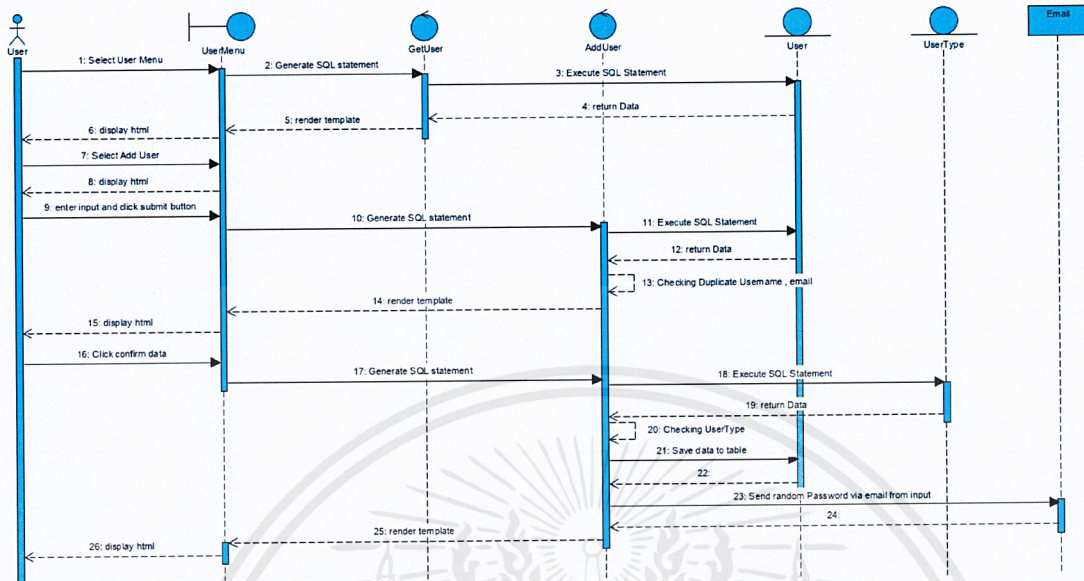 User
UserMenu
GetUser
AddUser
User
UserType
Email
1: Select User Menu
2: Generate SQL statement
3: Execute SQL Statement
4: return Data
5: render template
6: display html
7: Select Add User
8: display html
9: enter input and click submit button
10: Generate SQL statement
11: Execute SQL Statement
12: return Data
13: Checking Duplicate Username , email
14: render template
15: display html
16: Click confirm data
17: Generate SQL statement
18: Execute SQL Statement
19: return Data
20: Checking UserType
21: Save data to table
22:
23: Send random Password via email from input
24:
25: render template
26: display html